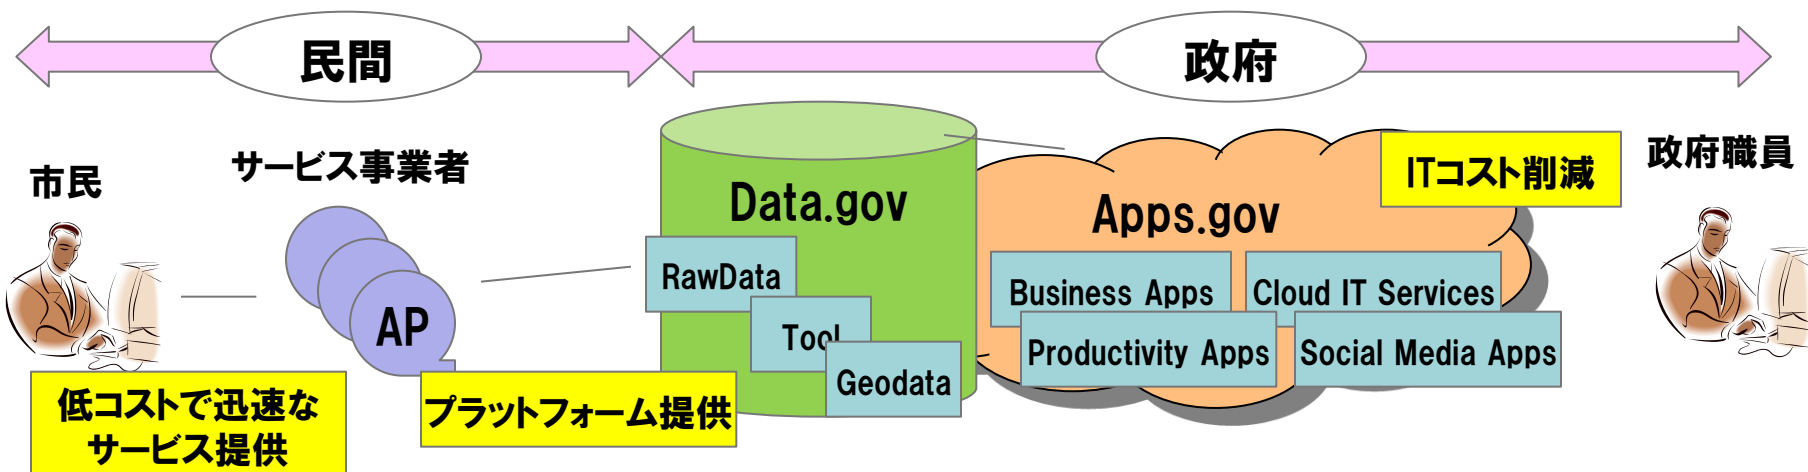 民間
政府
市民
サービス事業者
AP
低コストで迅速な
サービス提供
プラットフォーム提供
Data.gov
RawData
Tool
Geodata
Apps.gov
ITコスト削減
Business Apps
Cloud IT Services
Productivity Apps
Social Media Apps
政府職員